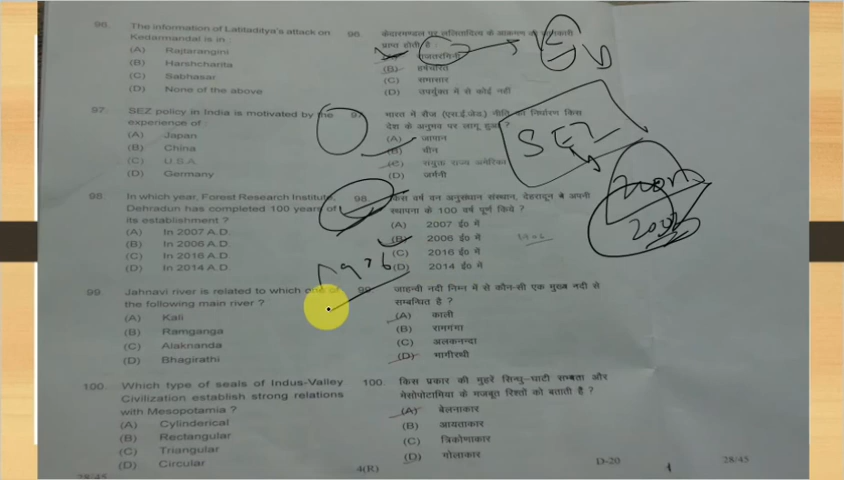 96. The information of Latitaditya's attack on
Kedarmandal is in :
(A) Rajtarangini
(B) Harshcharita
(C) Sabhasar
(D) None of the above
97. SEZ policy in India is motivated by the
experience of :
(A) Japan
(B) China
(C) U.S.A
(D) Germany
98. In which year, Forest Research Institute,
Dehradun has completed 100 years of
its establishment ?
(A) In 2007 A.D.
(B) In 2006 A.D.
(C) In 2016 A.D.
(D) In 2014 A.D.
99. Jahnavi river is related to which one of
the following main river ?
(A) Kali
(B) Ramganga
(C) Alaknanda
(D) Bhagirathi
100. Which type of seals of Indus-Valley
Civilization establish strong relations
with Mesopotamia ?
(A) Cylinderical
(B) Rectangular
(C) Triangular
(D) Circular
28/45
96. केदारमण्डल पर ललितादित्य के आक्रमण की जानकारी
प्राप्त होती है :
राजतरंगिनी
(B) हर्षचरित
(C) सभासार
(D) उपर्युक्त में से कोई नहीं
97. भारत में सैज (एस.ई.जेड.) नीति का निर्धारण किस
देश के अनुभव पर लागू हुआ ?
(A) जापान
(B) चीन
(C) संयुक्त राज्य अमेरिका
(D) जर्मनी
SEZ
98. किस वर्ष वन अनुसंधान संस्थान, देहरादून ने अपनी
स्थापना के 100 वर्ष पूर्ण किये ?
(A) 2007 ई० में
(B) 2006 ई० में
(C) 2016 ई० में
(D) 2014 ई० में
1906
99. जाहन्वी नदी निम्न में से कौन-सी एक मुख्य नदी से
सम्बन्धित है ?
(A) काली
(B) रामगंगा
(C) अलकनन्दा
(D) भागीरथी
100. किस प्रकार की मुहरें सिन्धु-घाटी सभ्यता और
मेसोपोटामिया के मजबूत रिश्तों को बताता है ?
(A) बेलनाकार
(B) आयताकार
(C) त्रिकोणाकार
(D) गोलाकार
4(R)
D-20
28/45